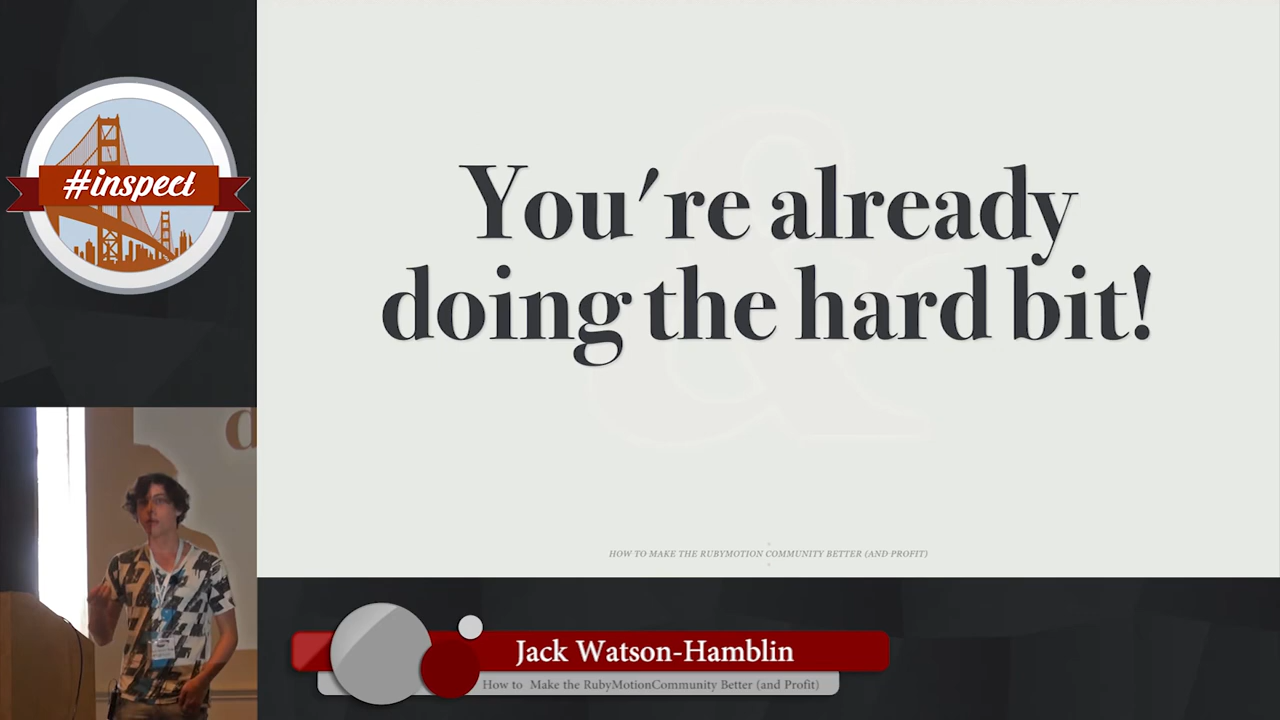 #inspect
You're already
doing the hard bit!
HOW TO MAKE THE RUBYMOTION COMMUNITY BETTER (AND PROFIT)
d
Jack Watson-Hamblin
How to Make the RubyMotionCommunity Better (and Profit)